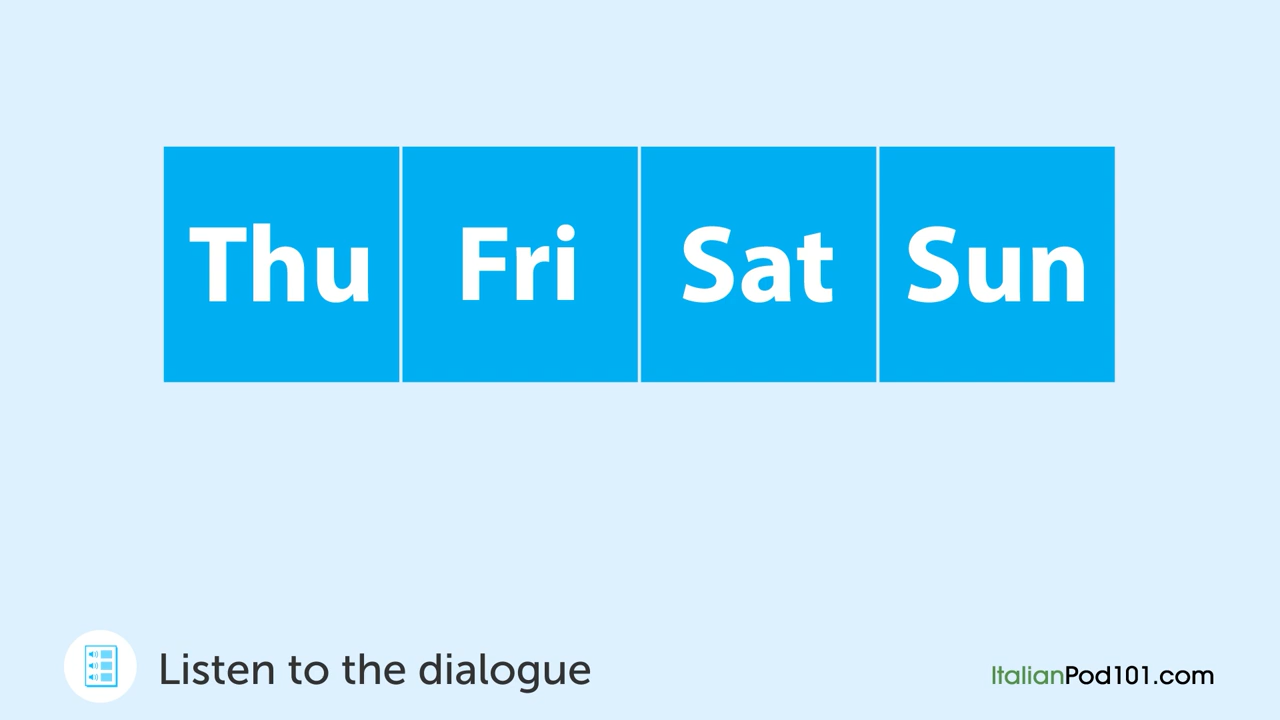 Thu Fri Sat Sun
Listen to the dialogue
ItalianPod101.com